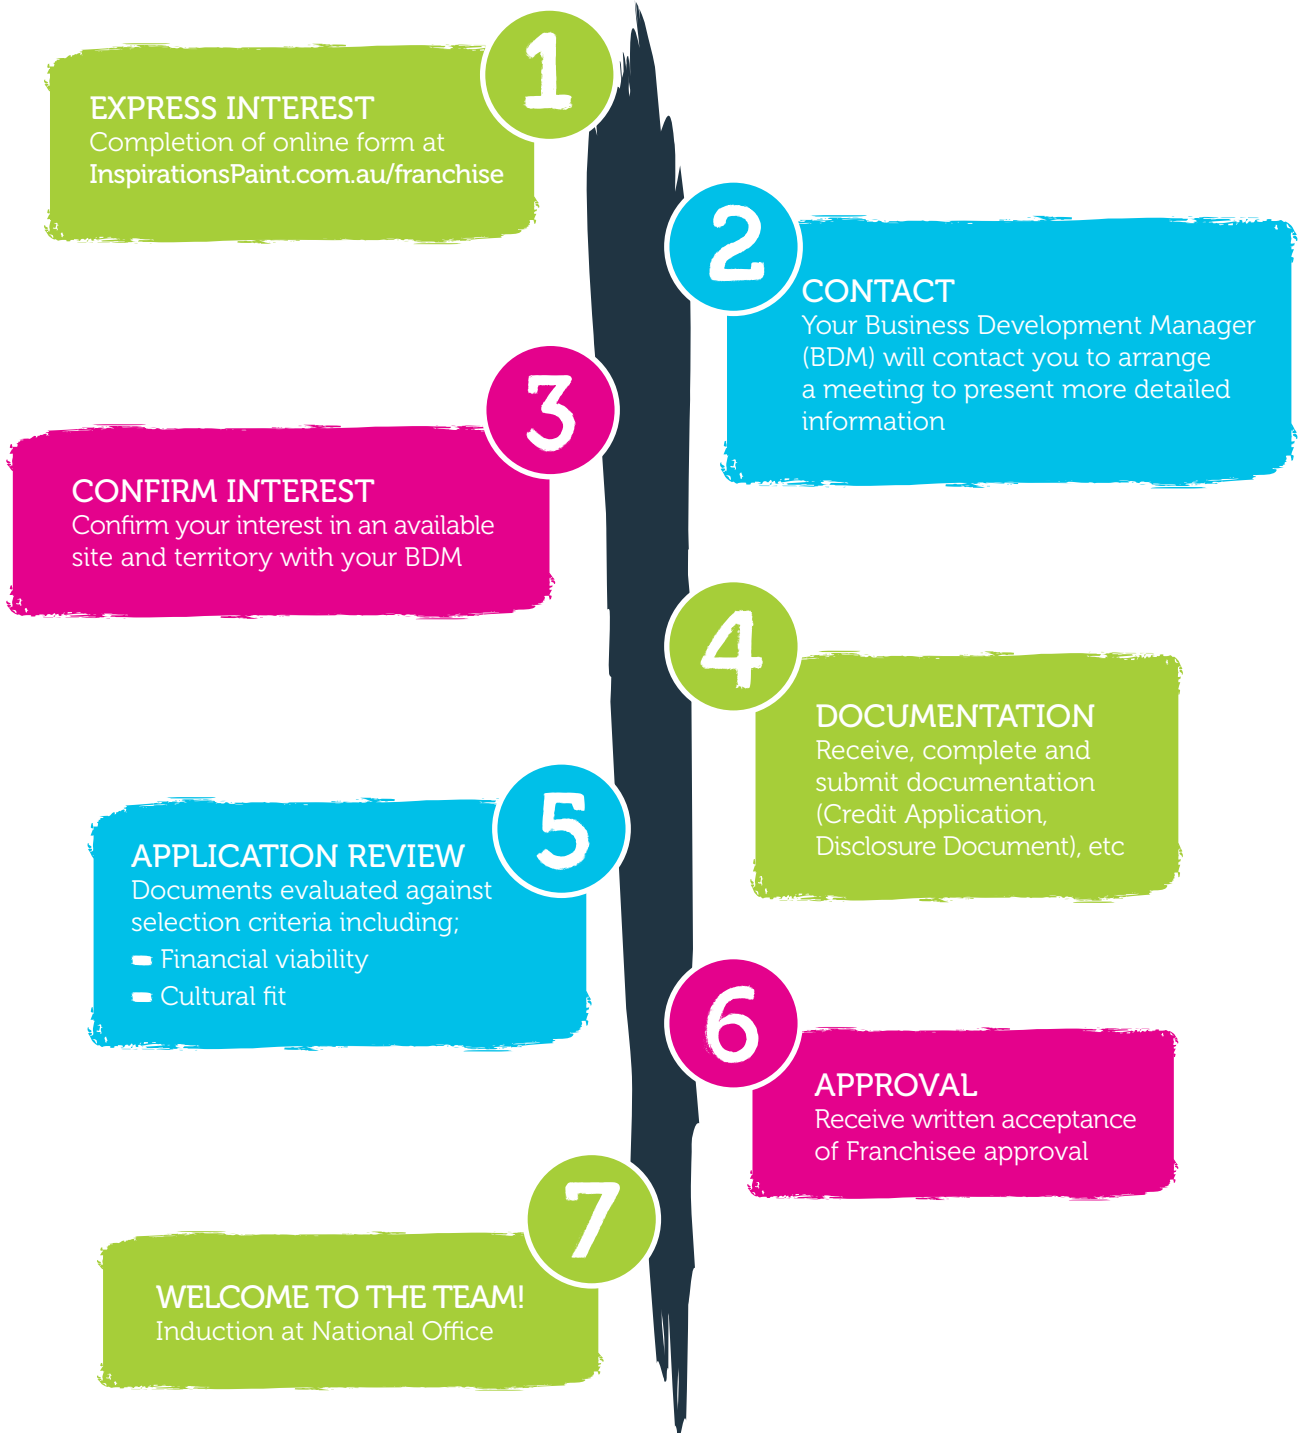 1
EXPRESS INTEREST
Completion of online form at
InspirationsPaint.com.au/franchise
2
CONTACT
Your Business Development Manager
(BDM) will contact you to arrange
a meeting to present more detailed
information
3
CONFIRM INTEREST
Confirm your interest in an available
site and territory with your BDM
4
DOCUMENTATION
Receive, complete and
submit documentation
(Credit Application,
Disclosure Document), etc
5
APPLICATION REVIEW
Documents evaluated against
selection criteria including;
Financial viability
Cultural fit
6
APPROVAL
Receive written acceptance
of Franchisee approval
7
WELCOME TO THE TEAM!
Induction at National Office